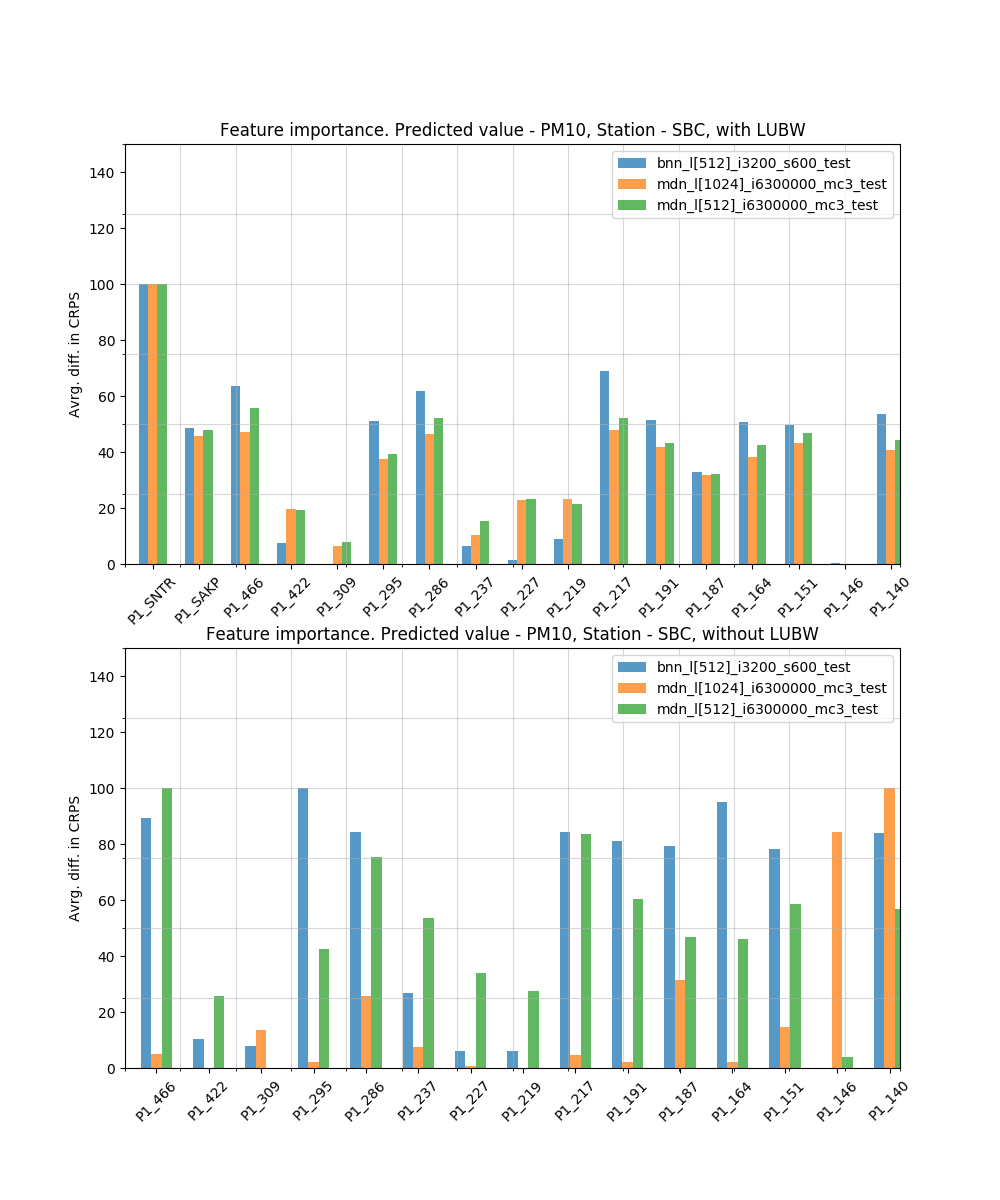 Feature importance. Predicted value - PM10, Station - SBC, with LUBW
bnn_l[512]_i3200_s600_test
mdn_l[1024]_i6300000_mc3_test
mdn_l[512]_i6300000_mc3_test
Avrg. diff. in CRPS
140
120
100
80
60
40
20
0
P1_SNTR P1_SAKP P1_466 P1_422 P1_309 P1_295 P1_286 P1_237 P1_227 P1_219 P1_217 P1_191 P1_187 P1_164 P1_151 P1_146 P1_140
Feature importance. Predicted value - PM10, Station - SBC, without LUBW
bnn_l[512]_i3200_s600_test
mdn_l[1024]_i6300000_mc3_test
mdn_l[512]_i6300000_mc3_test
Avrg. diff. in CRPS
140
120
100
80
60
40
20
0
P1_466 P1_422 P1_309 P1_295 P1_286 P1_237 P1_227 P1_219 P1_217 P1_191 P1_187 P1_164 P1_151 P1_146 P1_140